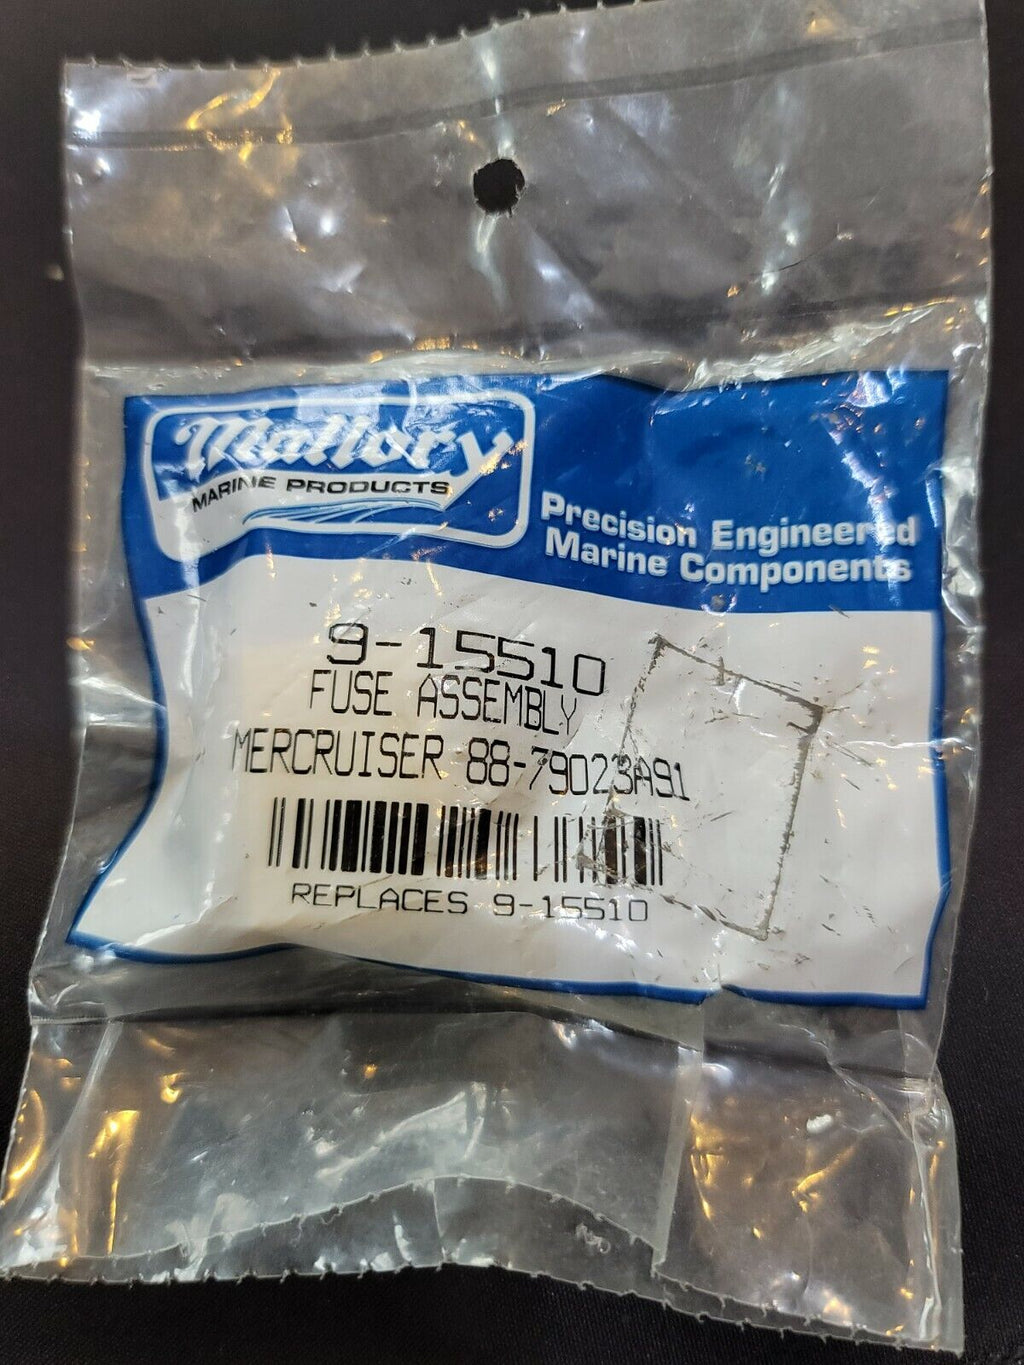 Mallory
MARINE PRODUCTS
Precision Engineered
Marine Components
9-15510
FUSE ASSEMBLY
MERCRUISER 88-79023A91
REPLACES 9-15510